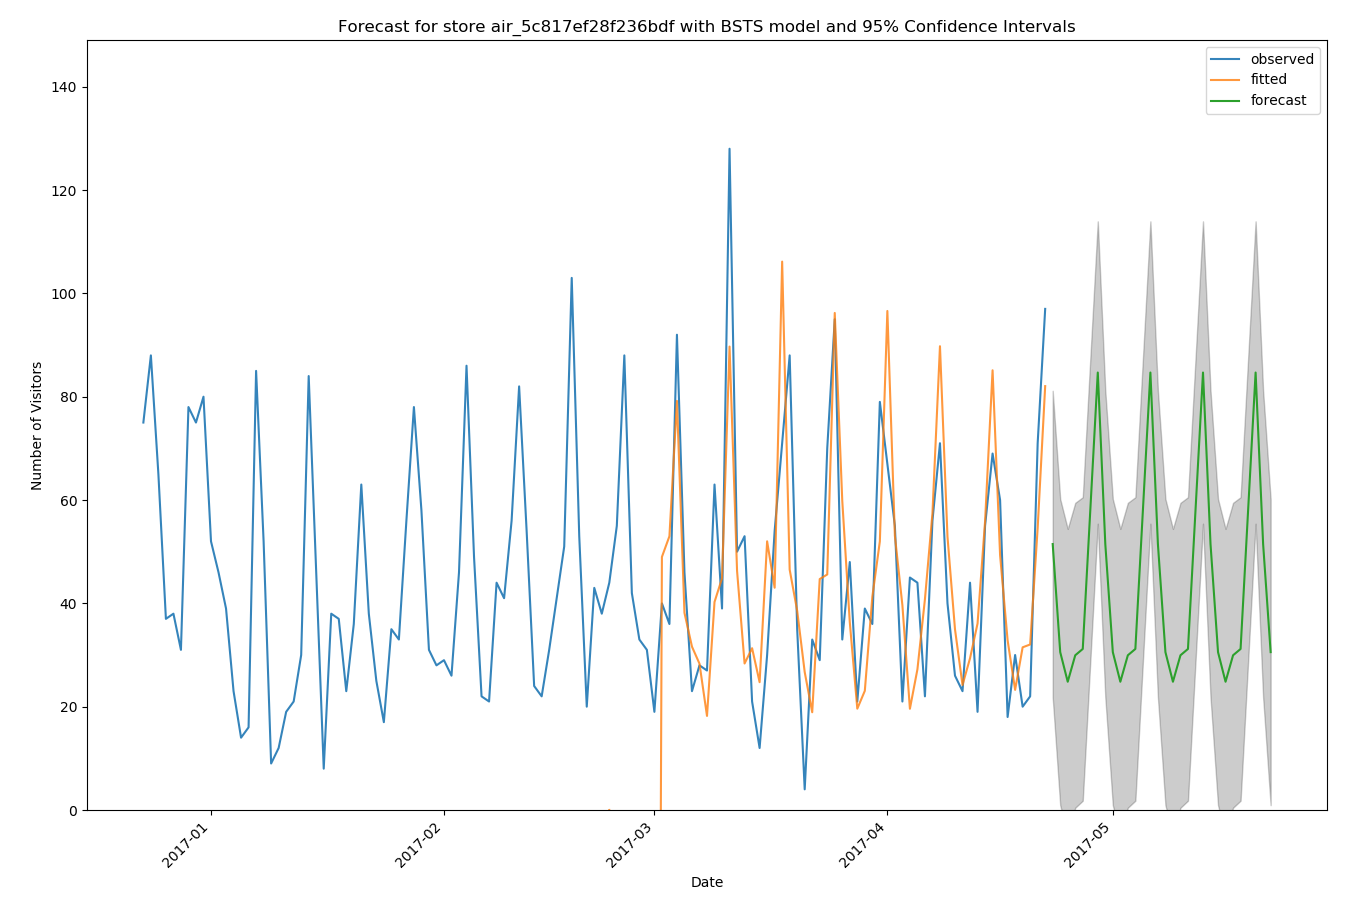 Forecast for store air_5c817ef28f236bdf with BSTS model and 95% Confidence Intervals
observed
fitted
forecast
140
120
100
80
60
40
20
0
Number of Visitors
2017-01
2017-02
2017-03
2017-04
2017-05
Date